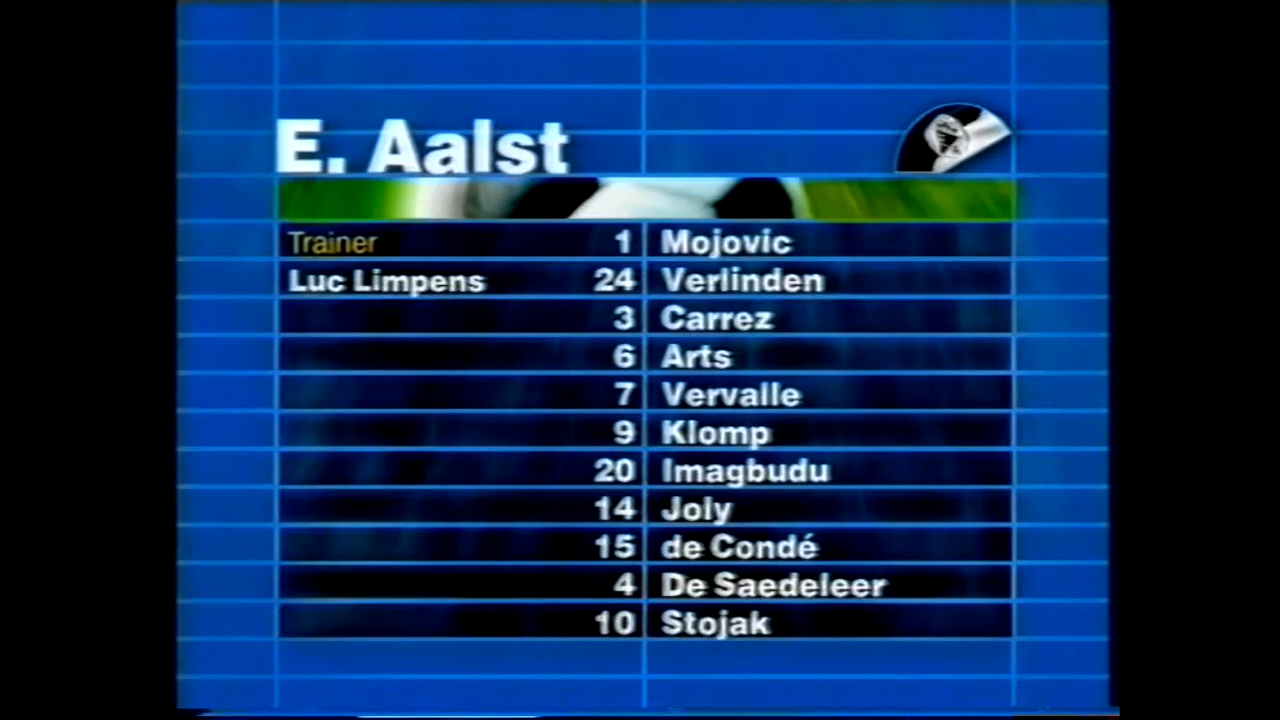 E. Aalst
Trainer 1 Mojovic
Luc Limpens 24 Verlinden
3 Carrez
6 Arts
7 Vervalle
9 Klomp
20 Imagbudu
14 Joly
15 de Condé
4 De Saedeleer
10 Stojak